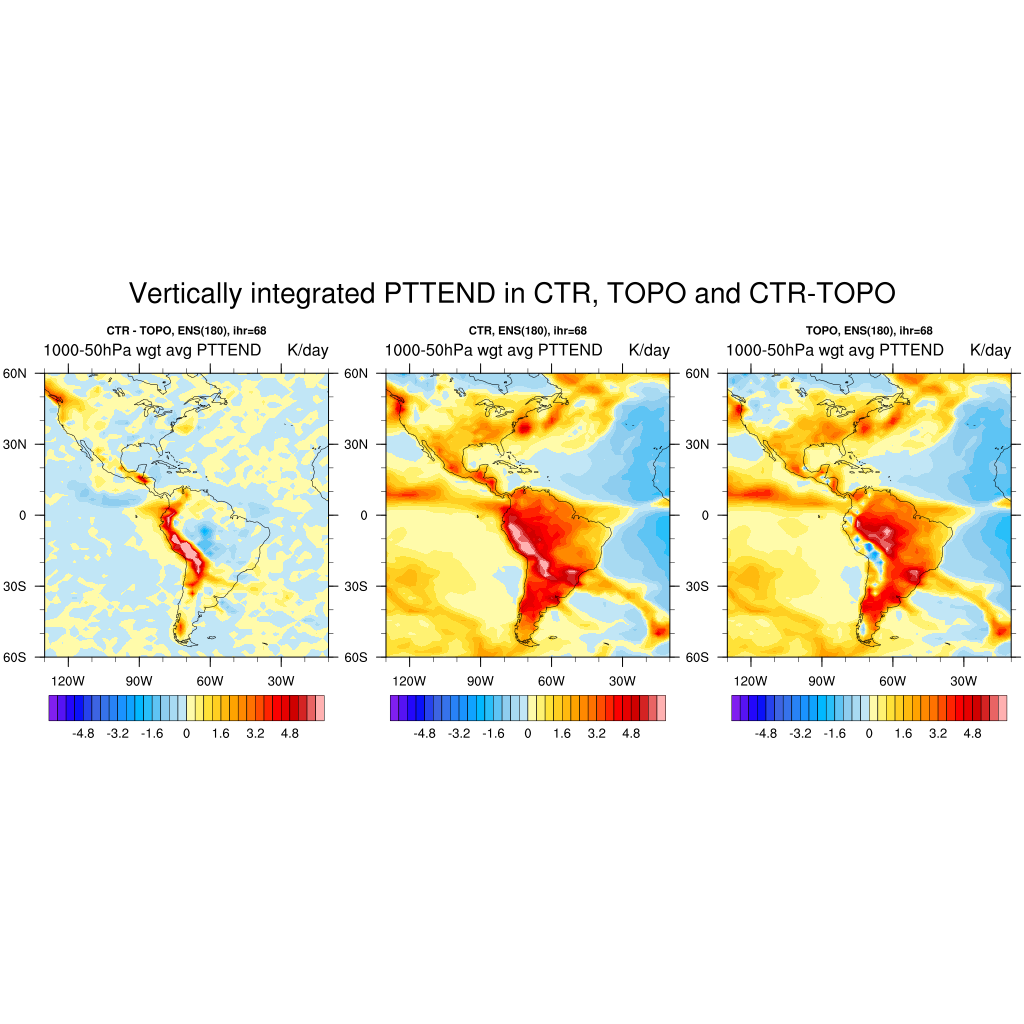 Vertically integrated PTTEND in CTR, TOPO and CTR-TOPO
CTR - TOPO, ENS(180), ihr=68
1000-50hPa wgt avg PTTEND K/day
60N
30N
0
30S
60S
120W 90W 60W 30W
-4.8 -3.2 -1.6 0 1.6 3.2 4.8
CTR, ENS(180), ihr=68
1000-50hPa wgt avg PTTEND K/day
60N
30N
0
30S
60S
120W 90W 60W 30W
-4.8 -3.2 -1.6 0 1.6 3.2 4.8
TOPO, ENS(180), ihr=68
1000-50hPa wgt avg PTTEND K/day
60N
30N
0
30S
60S
120W 90W 60W 30W
-4.8 -3.2 -1.6 0 1.6 3.2 4.8